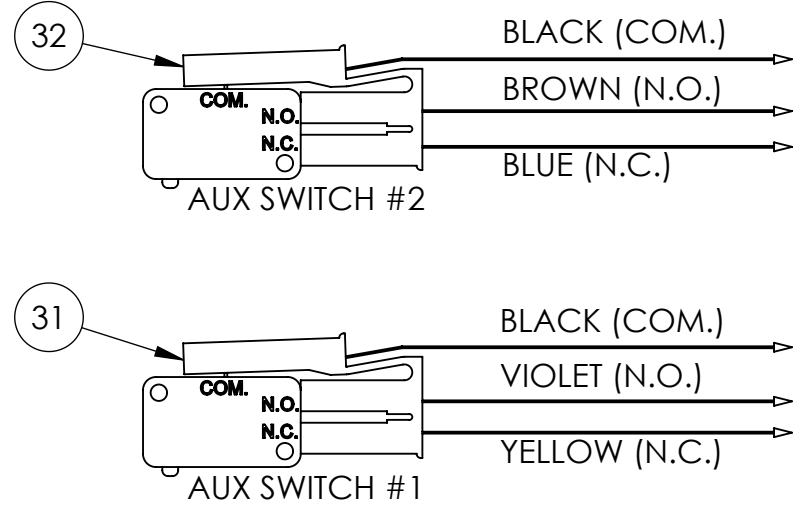 32
BLACK (COM.)
BROWN (N.O.)
BLUE (N.C.)
COM.
N.O.
N.C.
AUX SWITCH #2
31
BLACK (COM.)
VIOLET (N.O.)
YELLOW (N.C.)
COM.
N.O.
N.C.
AUX SWITCH #1